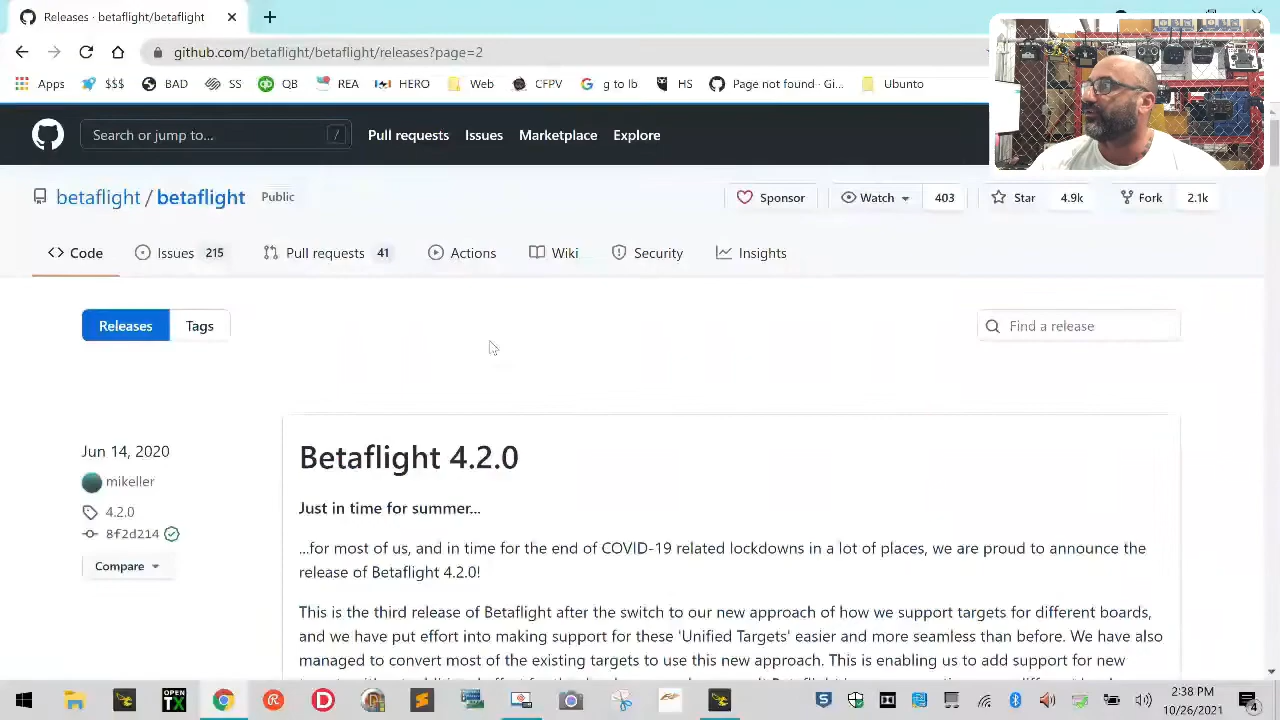 Releases · betaflight/betaflight
github.com/betaflight/betaflight/releases?page=2
Apps
$$$
BAD
SS
QB
REA
HERO
Web
CFPV
g to lb
HS
Page not found · Gi...
Ubunto
Search or jump to...
/
Pull requests
Issues
Marketplace
Explore
betaflight / betaflight
Public
Sponsor
Watch
403
Star
4.9k
Fork
2.1k
Code
Issues 215
Pull requests 41
Actions
Wiki
Security
Insights
Releases
Tags
Find a release
Jun 14, 2020
mikeller
4.2.0
8f2d214
Compare
Betaflight 4.2.0
Just in time for summer...
...for most of us, and in time for the end of COVID-19 related lockdowns in a lot of places, we are proud to announce the
release of Betaflight 4.2.0!
This is the third release of Betaflight after the switch to our new approach of how we support targets for different boards,
and we have put effort into making support for these 'Unified Targets' easier and more seamless than before. We have also
managed to convert most of the existing targets to use this new approach. This is enabling us to add support for new
OPEN
TX
2:38 PM
10/26/2021
4